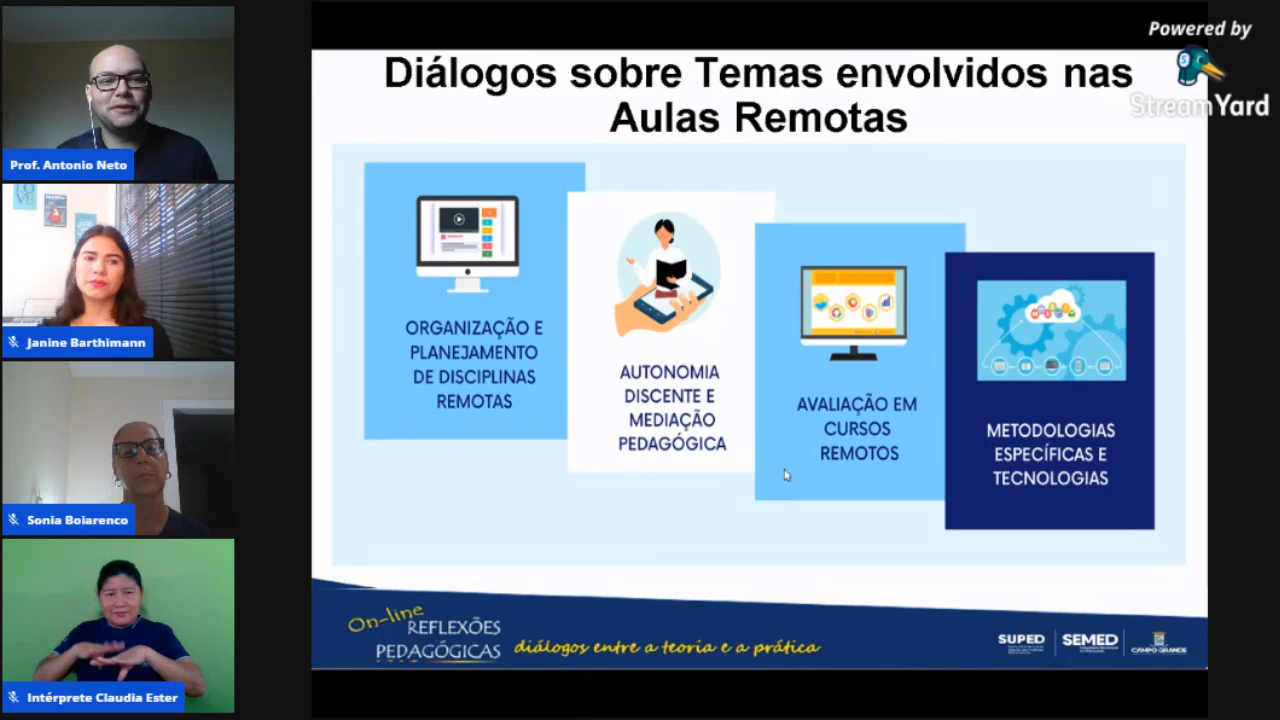 Powered by
StreamYard
Diálogos sobre Temas envolvidos nas
Aulas Remotas
ORGANIZAÇÃO E
PLANEJAMENTO
DE DISCIPLINAS
REMOTAS
AUTONOMIA
DISCENTE E
MEDIAÇÃO
PEDAGÓGICA
AVALIAÇÃO EM
CURSOS
REMOTOS
METODOLOGIAS
ESPECÍFICAS E
TECNOLOGIAS
On-line
REFLEXÕES
PEDAGÓGICAS
diálogos entre a teoria e a prática
SUPED
SEMED
CAMPO GRANDE
Prof. Antonio Neto
Janine Barthimann
Sonia Boiarenco
Intérprete Claudia Ester